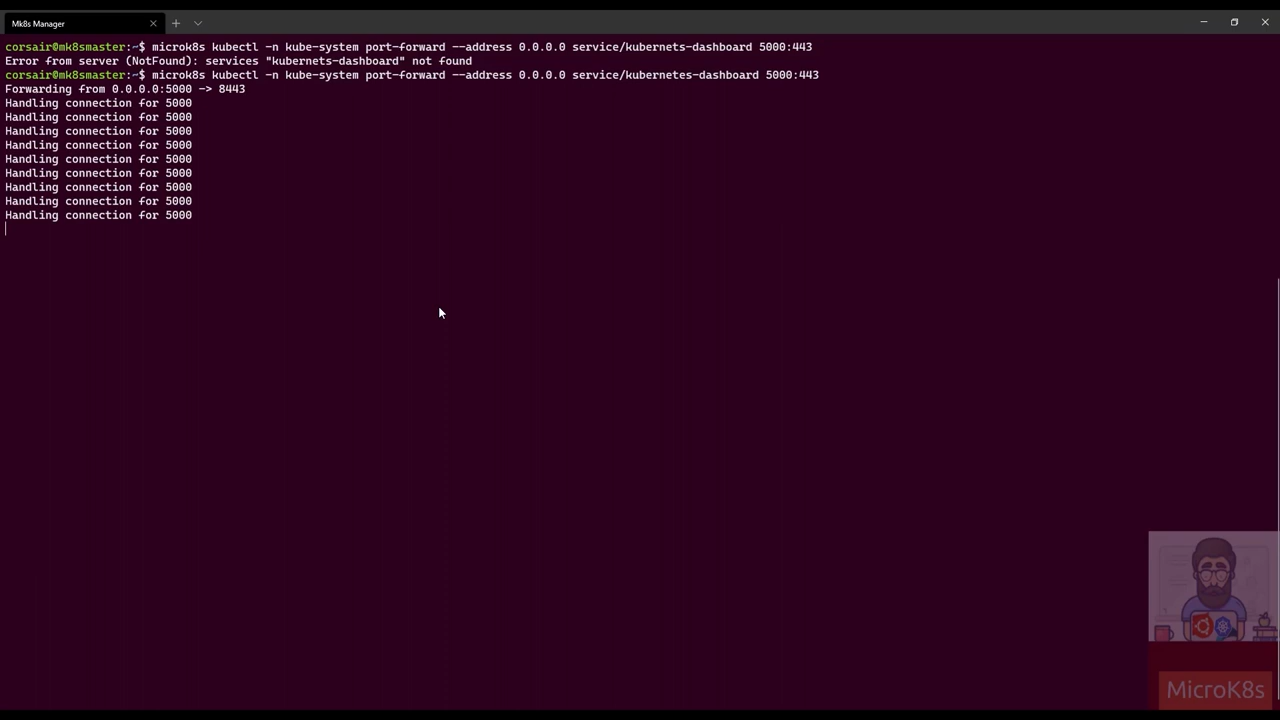 Mk8s Manager
corsair@mk8smaster:~$ microk8s kubectl -n kube-system port-forward --address 0.0.0.0 service/kubernets-dashboard 5000:443
Error from server (NotFound): services "kubernets-dashboard" not found
corsair@mk8smaster:~$ microk8s kubectl -n kube-system port-forward --address 0.0.0.0 service/kubernetes-dashboard 5000:443
Forwarding from 0.0.0.0:5000 -> 8443
Handling connection for 5000
Handling connection for 5000
Handling connection for 5000
Handling connection for 5000
Handling connection for 5000
Handling connection for 5000
Handling connection for 5000
Handling connection for 5000
Handling connection for 5000
MicroK8s